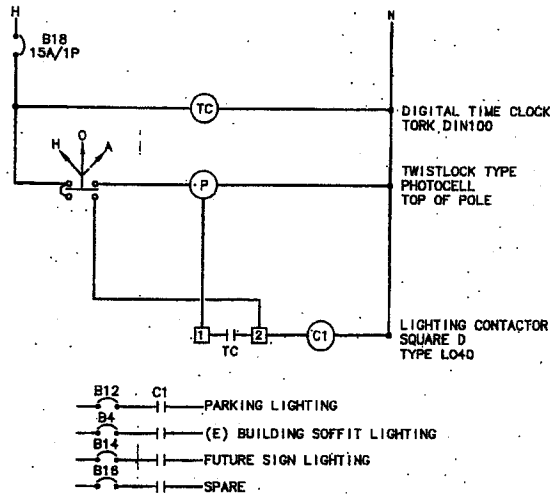 H
N
B18
15A/1P
TC
DIGITAL TIME CLOCK
TORK DIN100
H
O
A
P
TWISTLOCK TYPE
PHOTOCELL
TOP OF POLE
1
TC
2
C1
LIGHTING CONTACTOR
SQUARE D
TYPE LO40
B12
C1
PARKING LIGHTING
B4
(E) BUILDING SOFFIT LIGHTING
B14
FUTURE SIGN LIGHTING
B16
SPARE